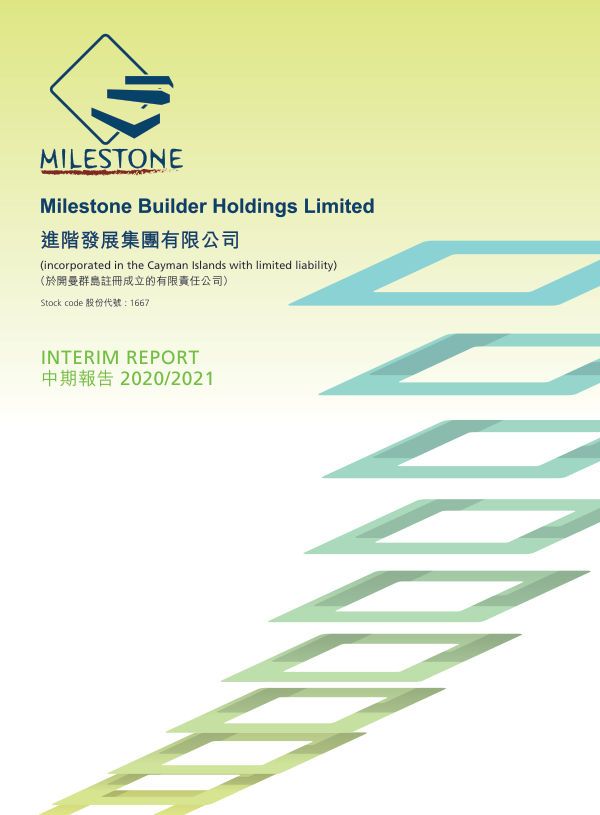 MILESTONE
Milestone Builder Holdings Limited
進階發展集團有限公司
(incorporated in the Cayman Islands with limited liability)
（於開曼群島註冊成立的有限責任公司）
Stock code 股份代號 : 1667
INTERIM REPORT
中期報告 2020/2021